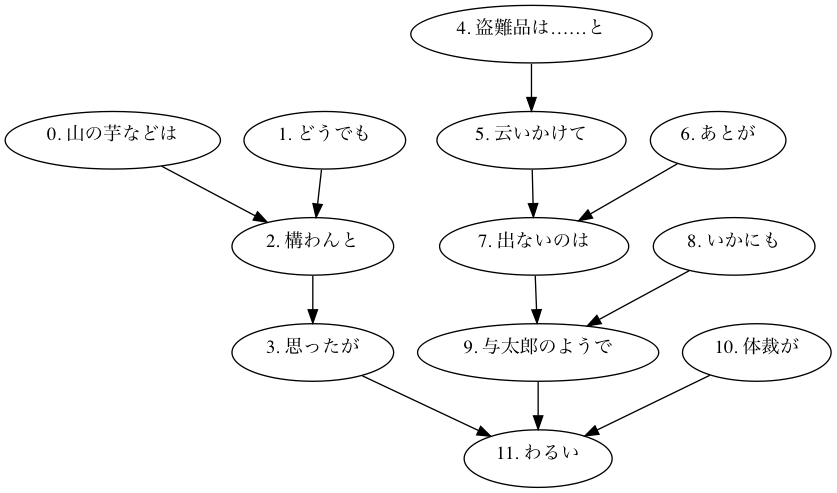 4. 盗難品は……と
0. 山の芋などは
1. どうでも
5. 云いかけて
6. あとが
2. 構わんと
7. 出ないのは
8. いかにも
3. 思ったが
9. 与太郎のようで
10. 体裁が
11. わるい